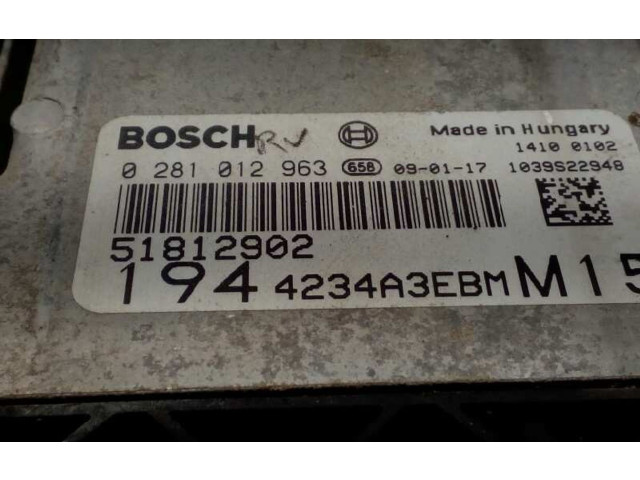 BOSCH RV Made in Hungary
1410 0102
0 281 012 963 658 09-01-17 1039S22948
51812902
194 4234A3EBM M15